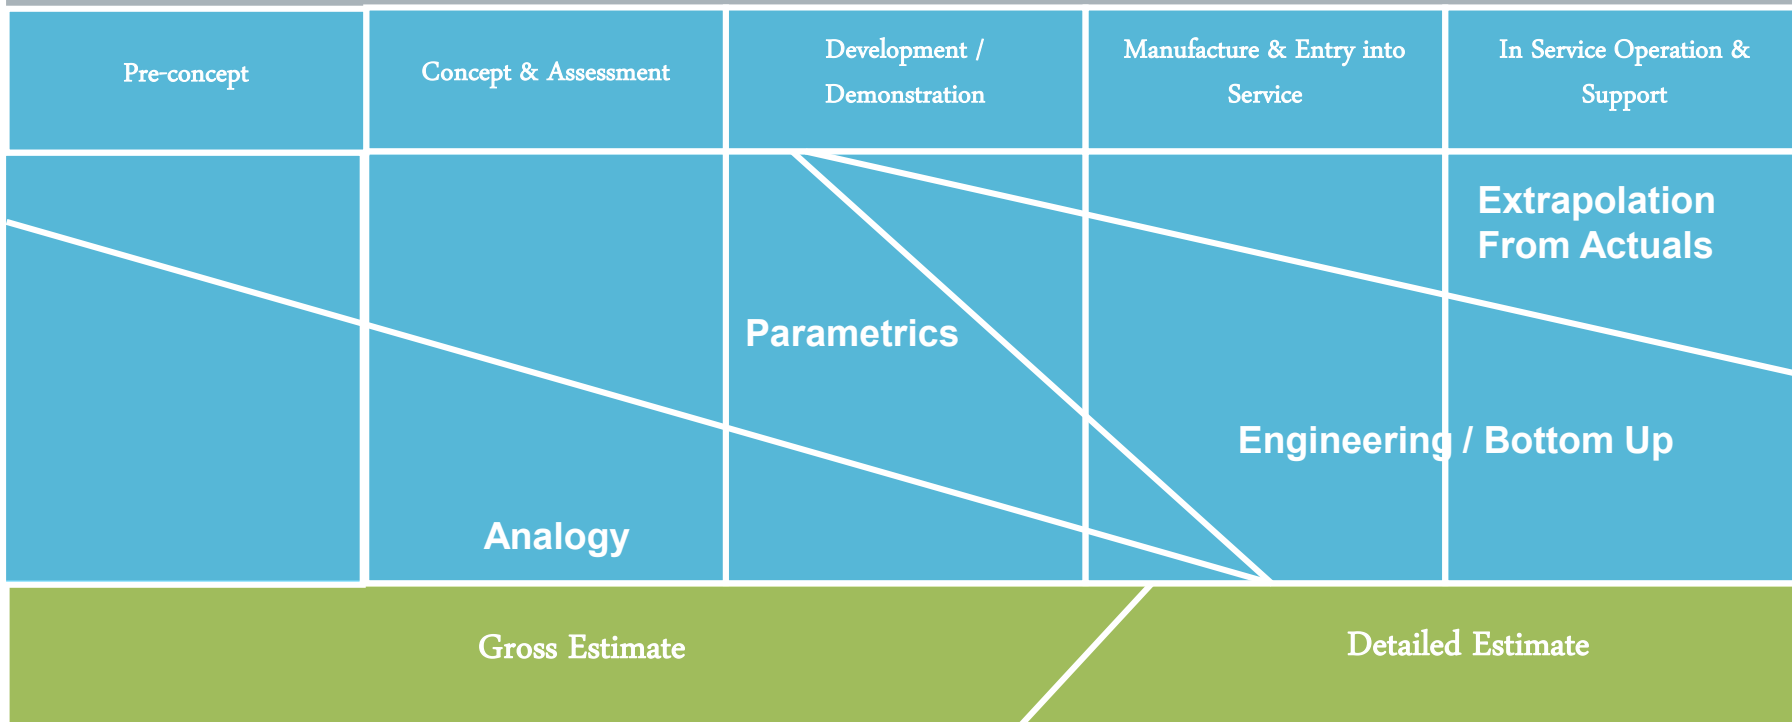 Pre-concept
Concept & Assessment
Development /
Demonstration
Manufacture & Entry into
Service
In Service Operation &
Support
Extrapolation
From Actuals
Parametrics
Engineering / Bottom Up
Analogy
Gross Estimate
Detailed Estimate